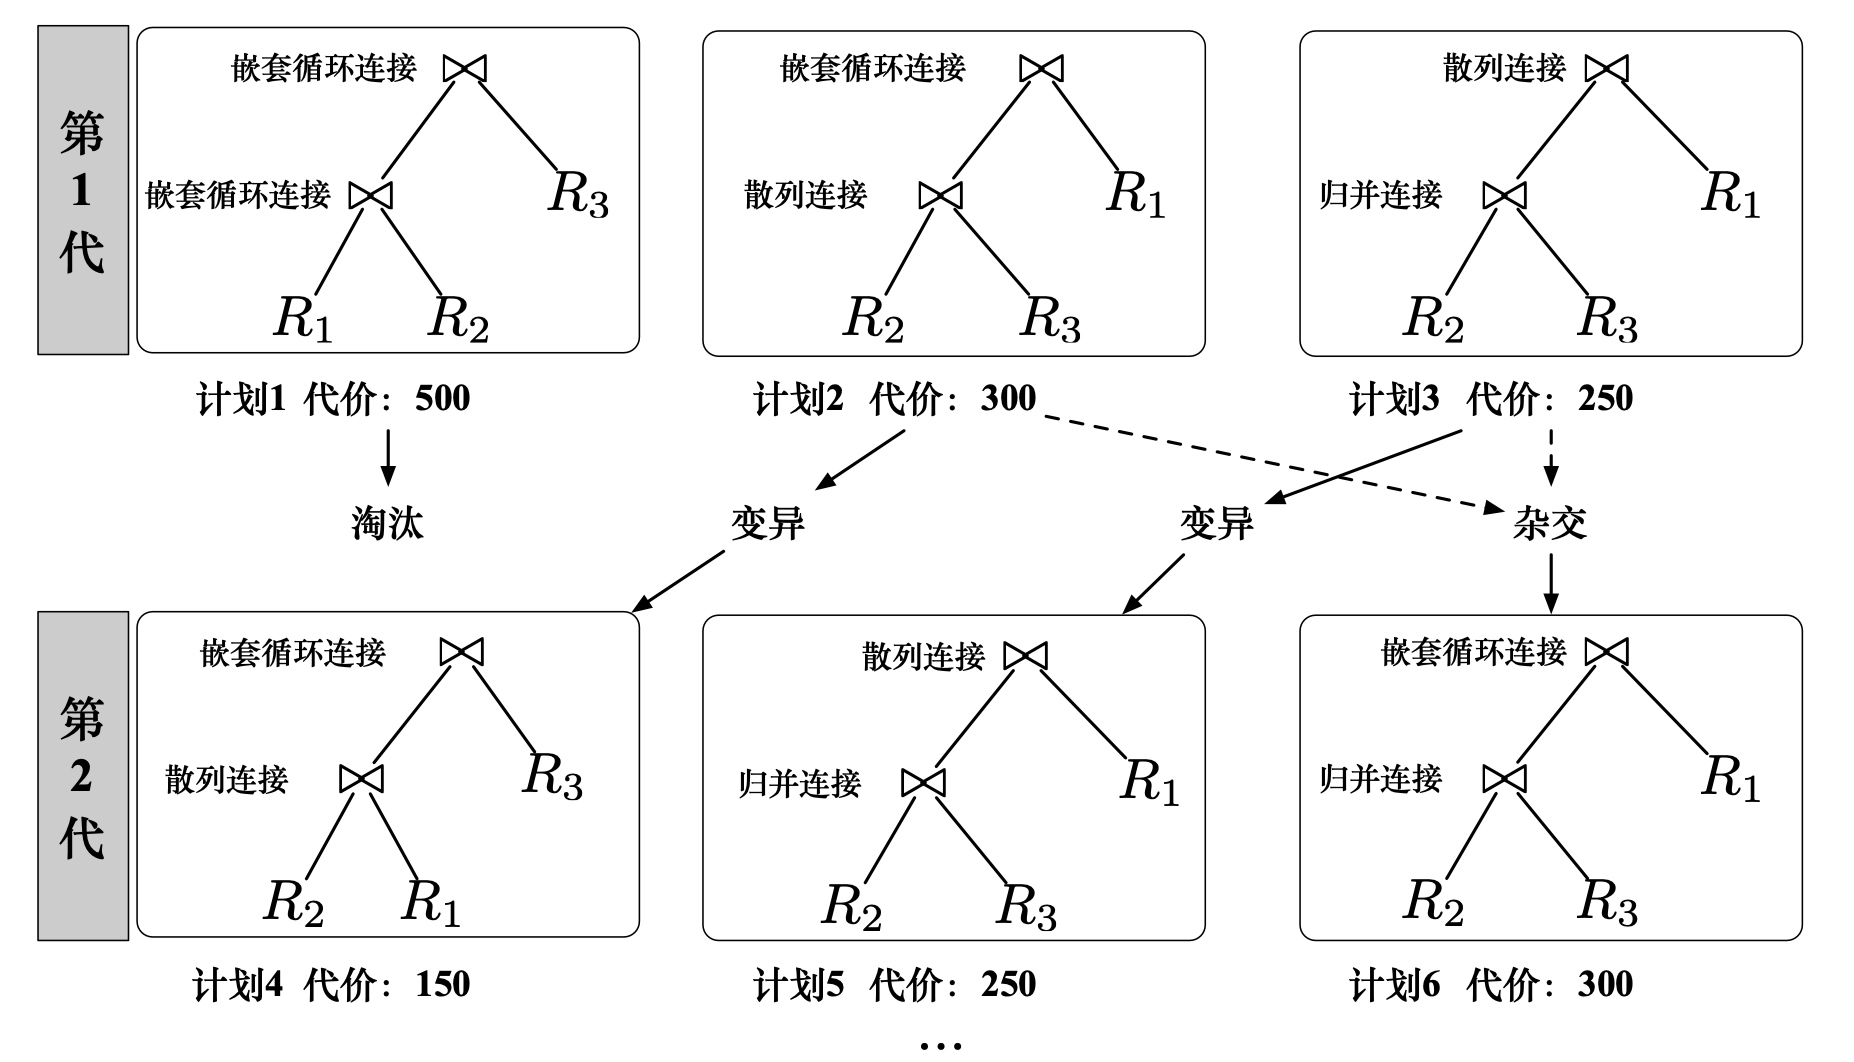 第1代
嵌套循环连接
嵌套循环连接
R3
R1 R2
计划1 代价：500
嵌套循环连接
散列连接
R1
R2 R3
计划2 代价：300
散列连接
归并连接
R1
R2 R3
计划3 代价：250
淘汰
变异
变异
杂交
第2代
嵌套循环连接
散列连接
R3
R2 R1
计划4 代价：150
散列连接
归并连接
R1
R2 R3
计划5 代价：250
嵌套循环连接
归并连接
R1
R2 R3
计划6 代价：300
...